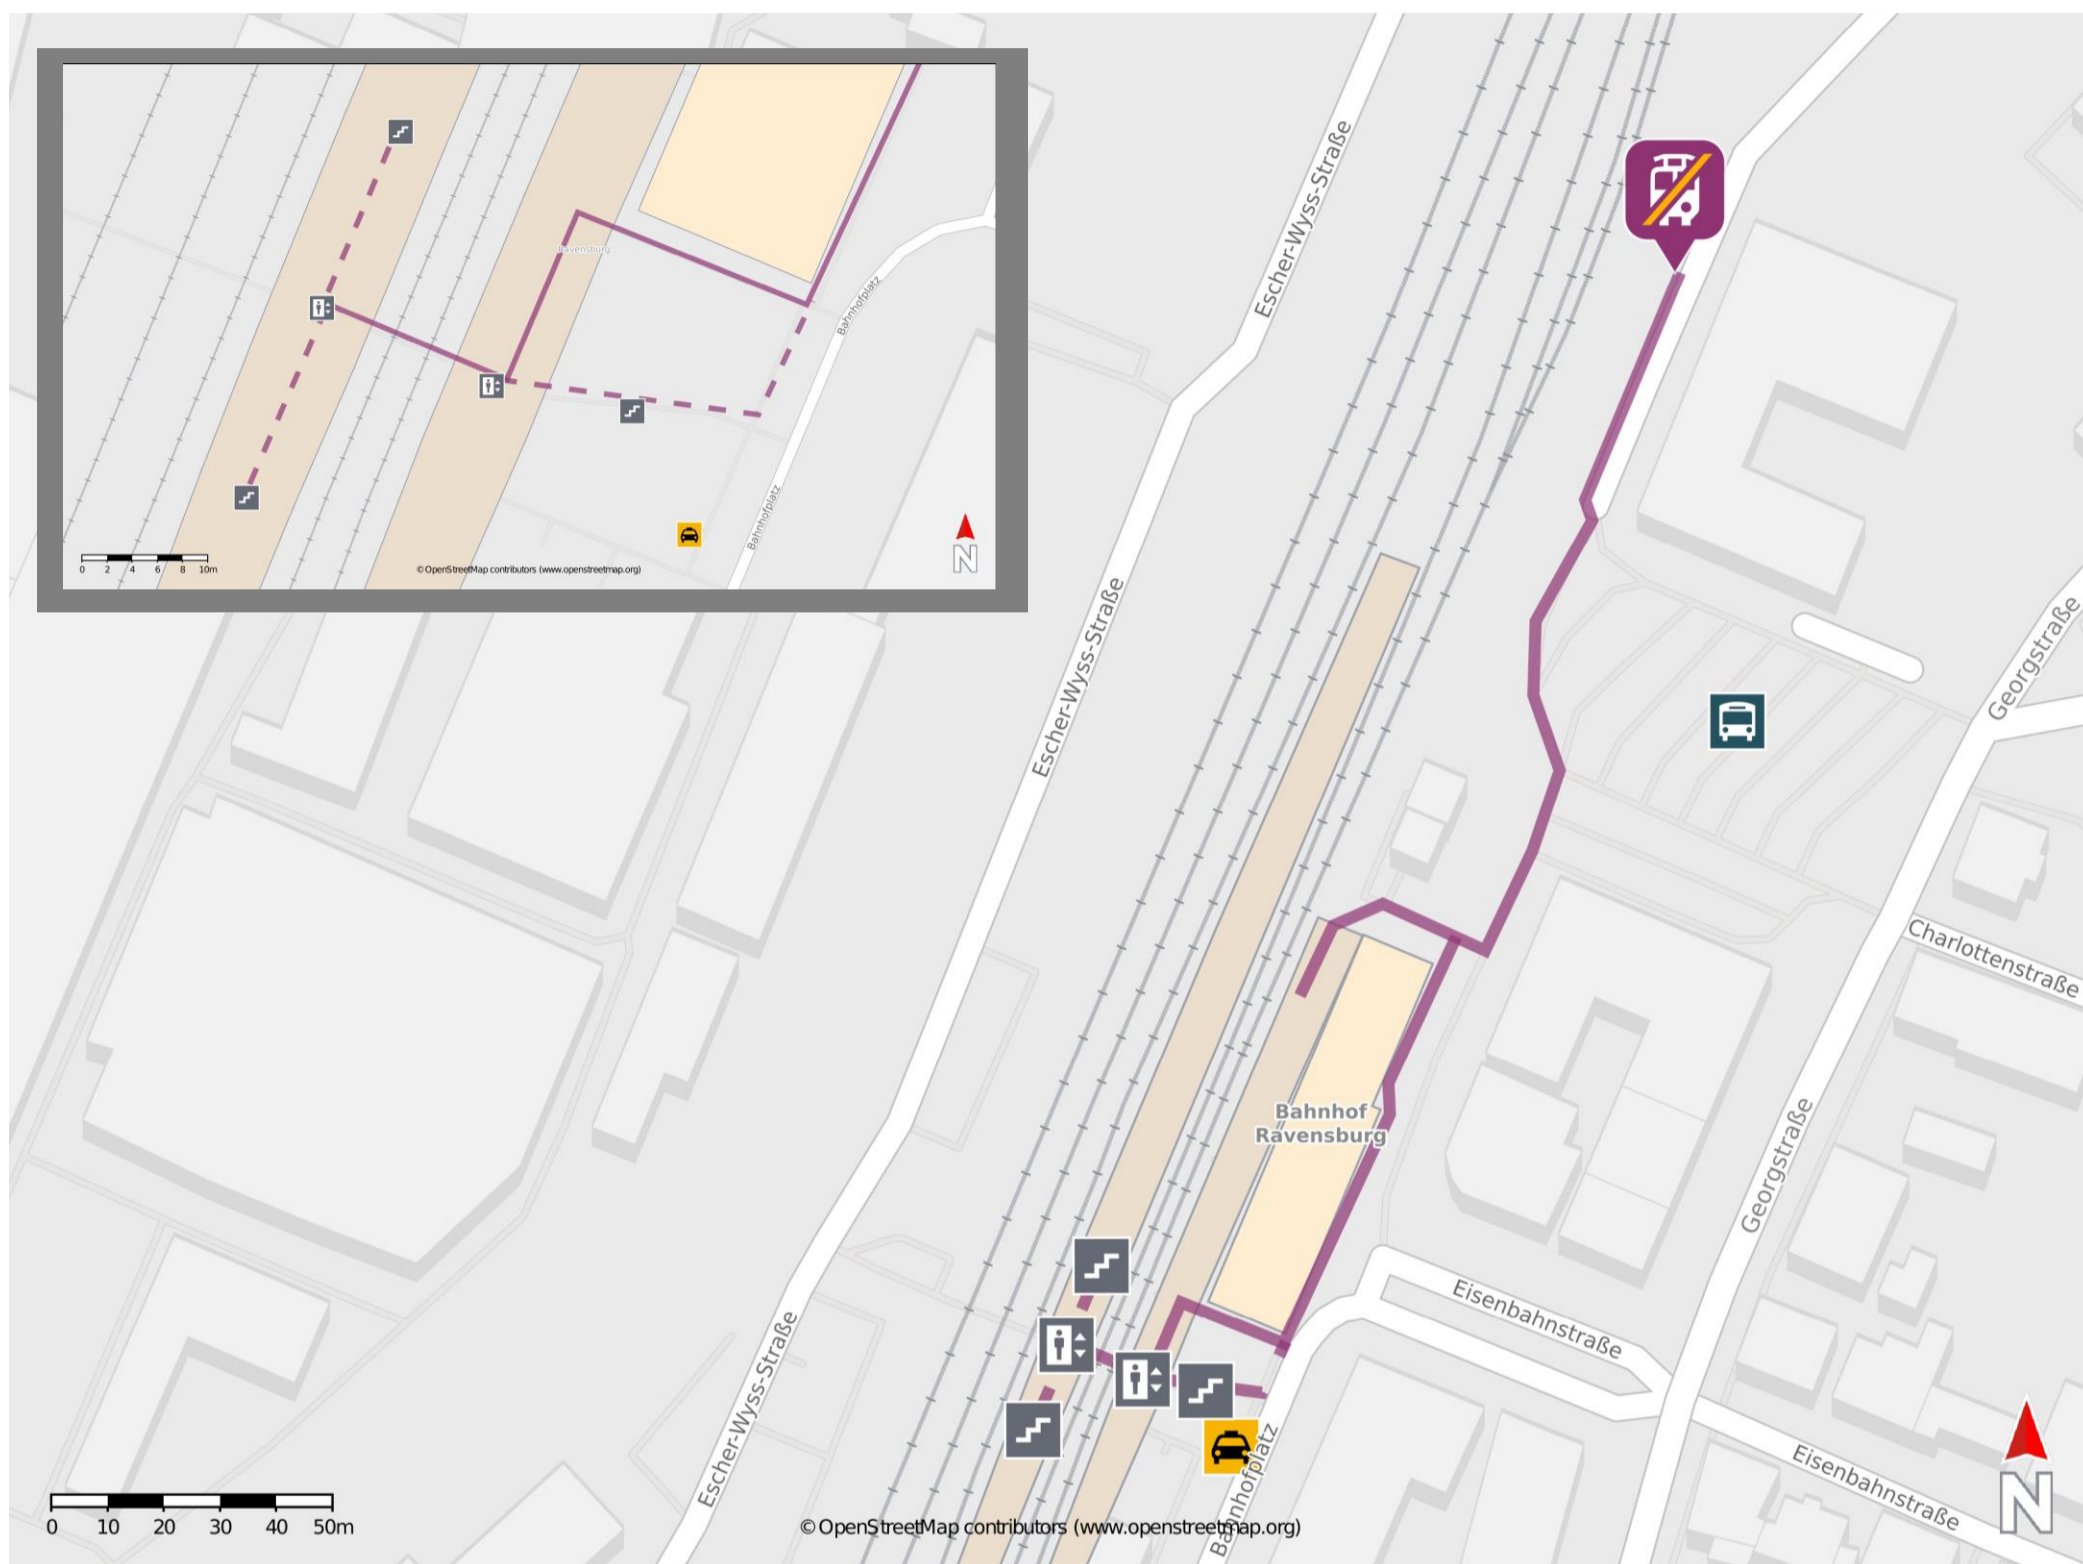 Ravensburg
Bahnhofplatz
Bahnhofplatz
0 2 4 6 8 10m
© OpenStreetMap contributors (www.openstreetmap.org)
N
Escher-Wyss-Straße
Escher-Wyss-Straße
Escher-Wyss-Straße
Georgstraße
Charlottenstraße
Bahnhof
Ravensburg
Georgstraße
Eisenbahnstraße
Eisenbahnstraße
Bahnhofplatz
0 10 20 30 40 50m
© OpenStreetMap contributors (www.openstreetmap.org)
N